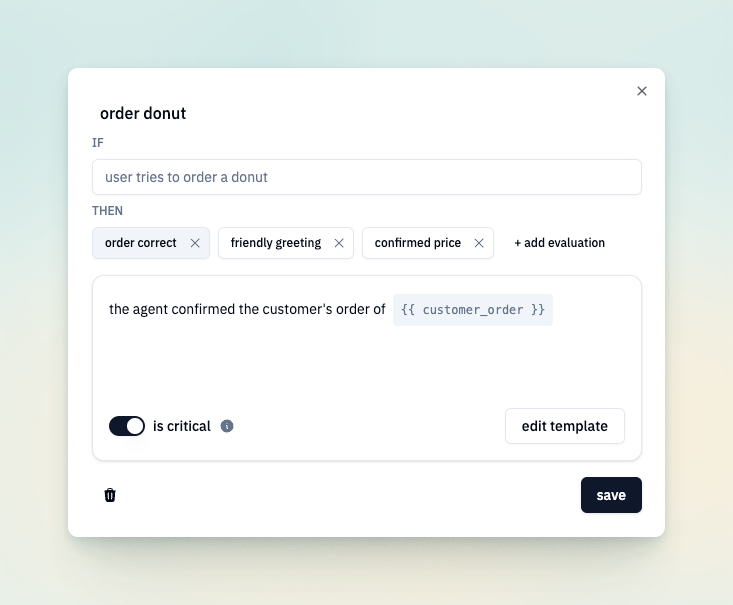 order donut
IF
user tries to order a donut
THEN
order correct friendly greeting confirmed price + add evaluation
the agent confirmed the customer's order of {{ customer_order }}
is critical edit template
save